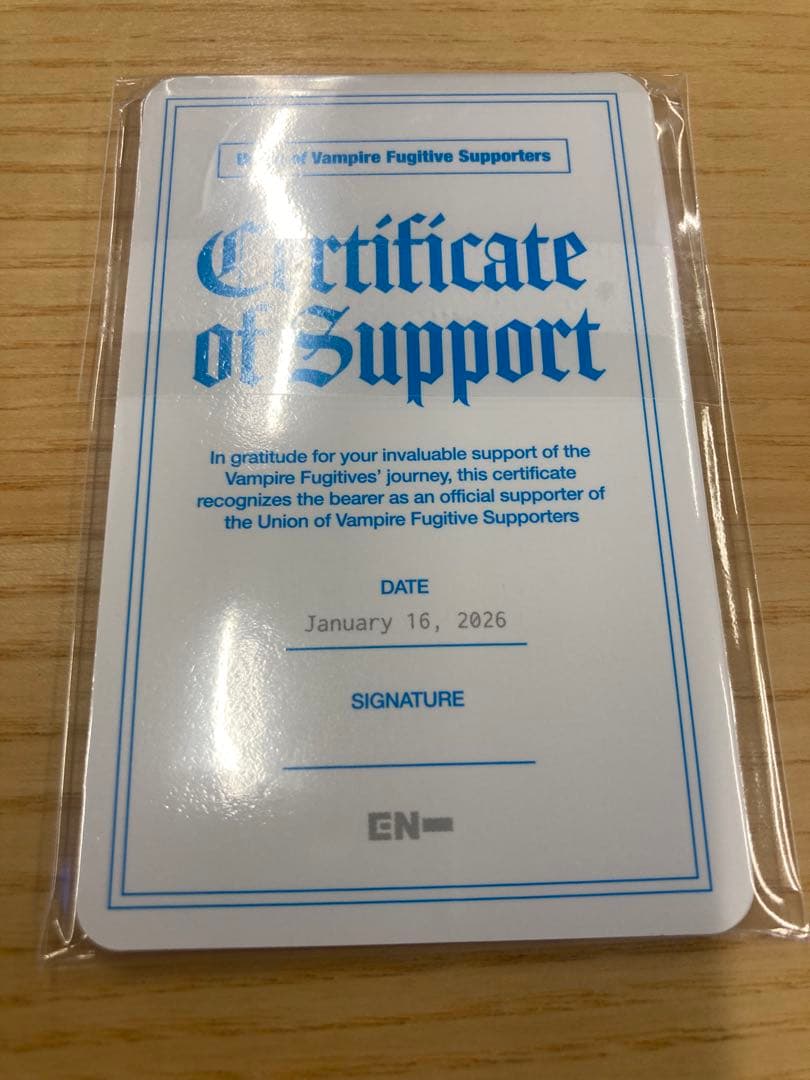 of Vampire Fugitive Supporters
Certificate
of Support
In gratitude for your invaluable support of the
Vampire Fugitives' journey, this certificate
recognizes the bearer as an official supporter of
the Union of Vampire Fugitive Supporters
DATE
January 16, 2026
SIGNATURE
EN-